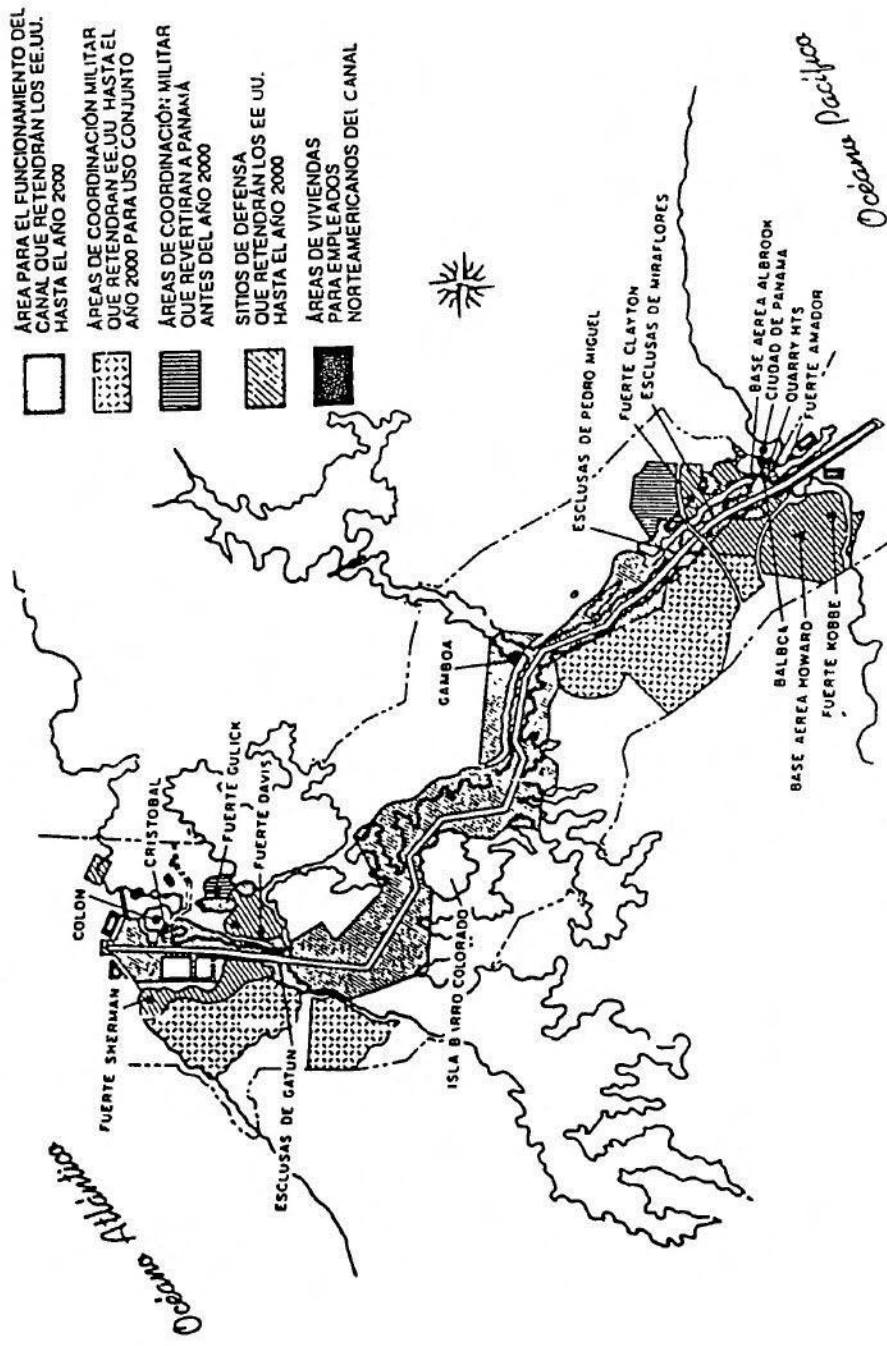 ÁREA PARA EL FUNCIONAMIENTO DEL
CANAL QUE RETENDRÁN LOS EE.UU.
HASTA EL AÑO 2000
ÁREAS DE COORDINACIÓN MILITAR
QUE RETENDRAN EE.UU HASTA EL
AÑO 2000 PARA USO CONJUNTO
ÁREAS DE COORDINACIÓN MILITAR
QUE REVERTIRAN A PANAMÁ
ANTES DEL AÑO 2000
SITIOS DE DEFENSA
QUE RETENDRÁN LOS EE UU.
HASTA EL AÑO 2000
ÁREAS DE VIVIENDAS
PARA EMPLEADOS
NORTEAMERICANOS DEL CANAL
Océano Atlántico
FUERTE SHERMAN
COLON
CRISTOBAL
FUERTE GULICK
FUERTE DAVIS
ESCLUSAS DE GATUN
ISLA BARRO COLORADO
GAMBOA
ESCLUSAS DE PEDRO MIGUEL
FUERTE CLAYTON
ESCLUSAS DE MIRAFLORES
BASE AEREA ALBROOK
CIUDAD DE PANAMA
QUARRY HTS
FUERTE AMADOR
BALBOA
BASE AEREA HOWARD
FUERTE KOBBE
Océano Pacífico